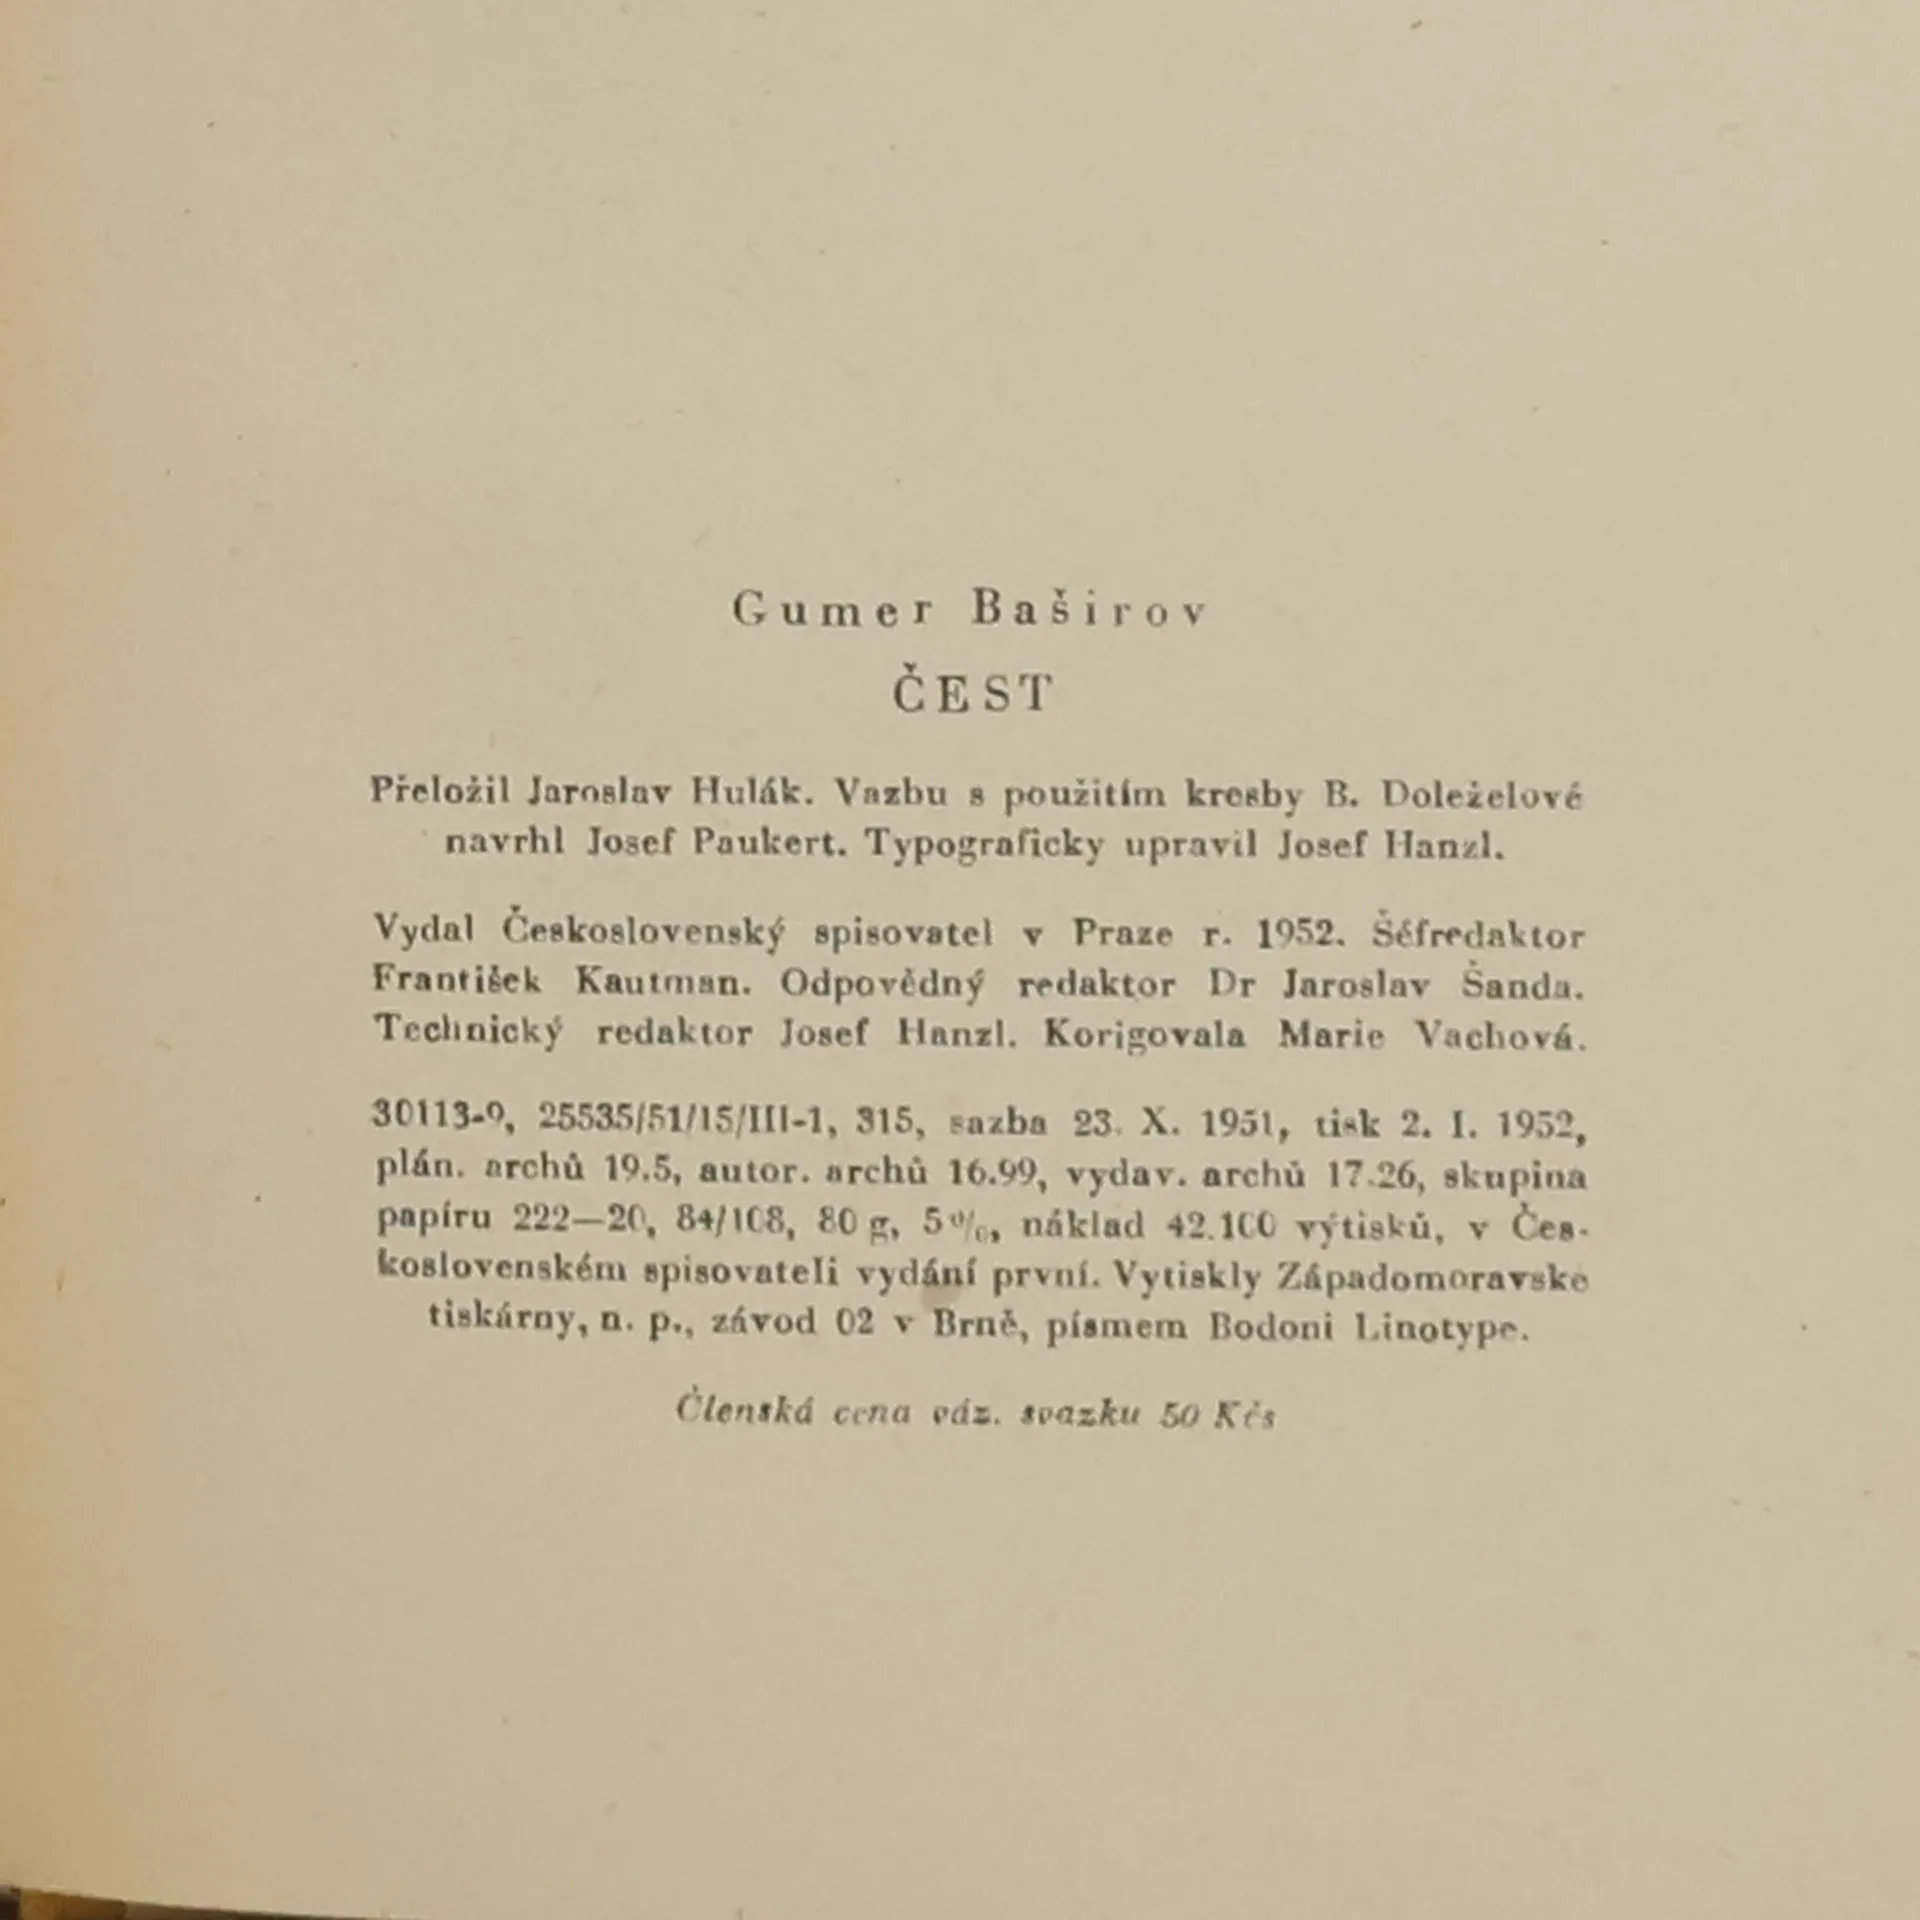 Gumer Baširov
ČEST
Přeložil Jaroslav Hulák. Vazbu s použitím kresby B. Doleželové
navrhl Josef Paukert. Typograficky upravil Josef Hanzl.
Vydal Československý spisovatel v Praze r. 1952. Šéfredaktor
František Kautman. Odpovědný redaktor Dr Jaroslav Šanda.
Technický redaktor Josef Hanzl. Korigovala Marie Vachová.
30113-9, 25535/51/15/III-1, 315, sazba 23. X. 1951, tisk 2. I. 1952,
plán. archů 19.5, autor. archů 16.99, vydav. archů 17.26, skupina
papíru 222—20, 84/108, 80 g, 5%, náklad 42.100 výtisků, v Čes-
koslovenském spisovateli vydání první. Vytiskly Západomoravské
tiskárny, n. p., závod 02 v Brně, písmem Bodoni Linotype.
Členská cena váz. svazku 50 Kčs